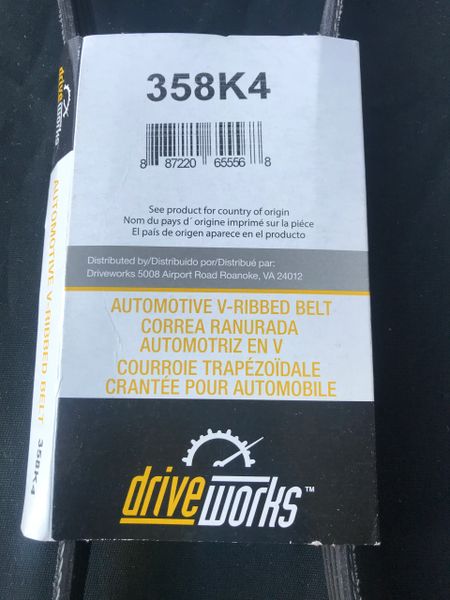 358K4
8 87220 65556 8
See product for country of origin
Nom du pays d´ origine imprimé sur la piéce
El país de origen aparece en el producto
Distributed by/Distribuido por/Distribué par:
Driveworks 5008 Airport Road Roanoke, VA 24012
AUTOMOTIVE V-RIBBED BELT
CORREA RANURADA
AUTOMOTRIZ EN V
COURROIE TRAPÉZOÏDALE
CRANTÉE POUR AUTOMOBILE
driveworks™
driveworks
AUTOMOTIVE V-RIBBED BELT 358K4